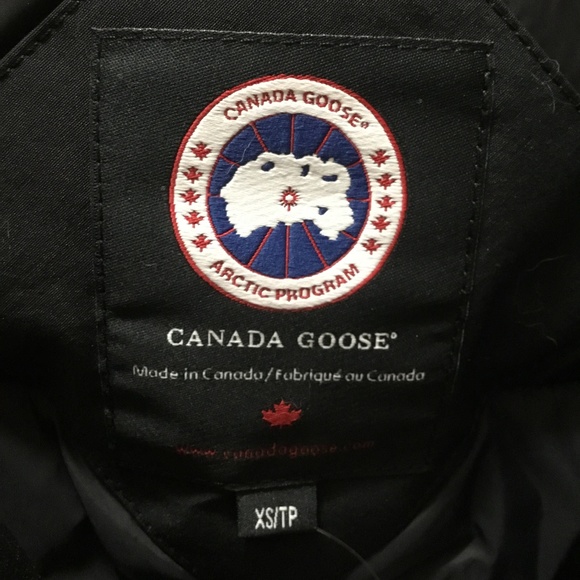 CANADA GOOSE®
ARCTIC PROGRAM
CANADA GOOSE®
Made in Canada/Fabriqué au Canada
www.canadagoose.com
XS/TP